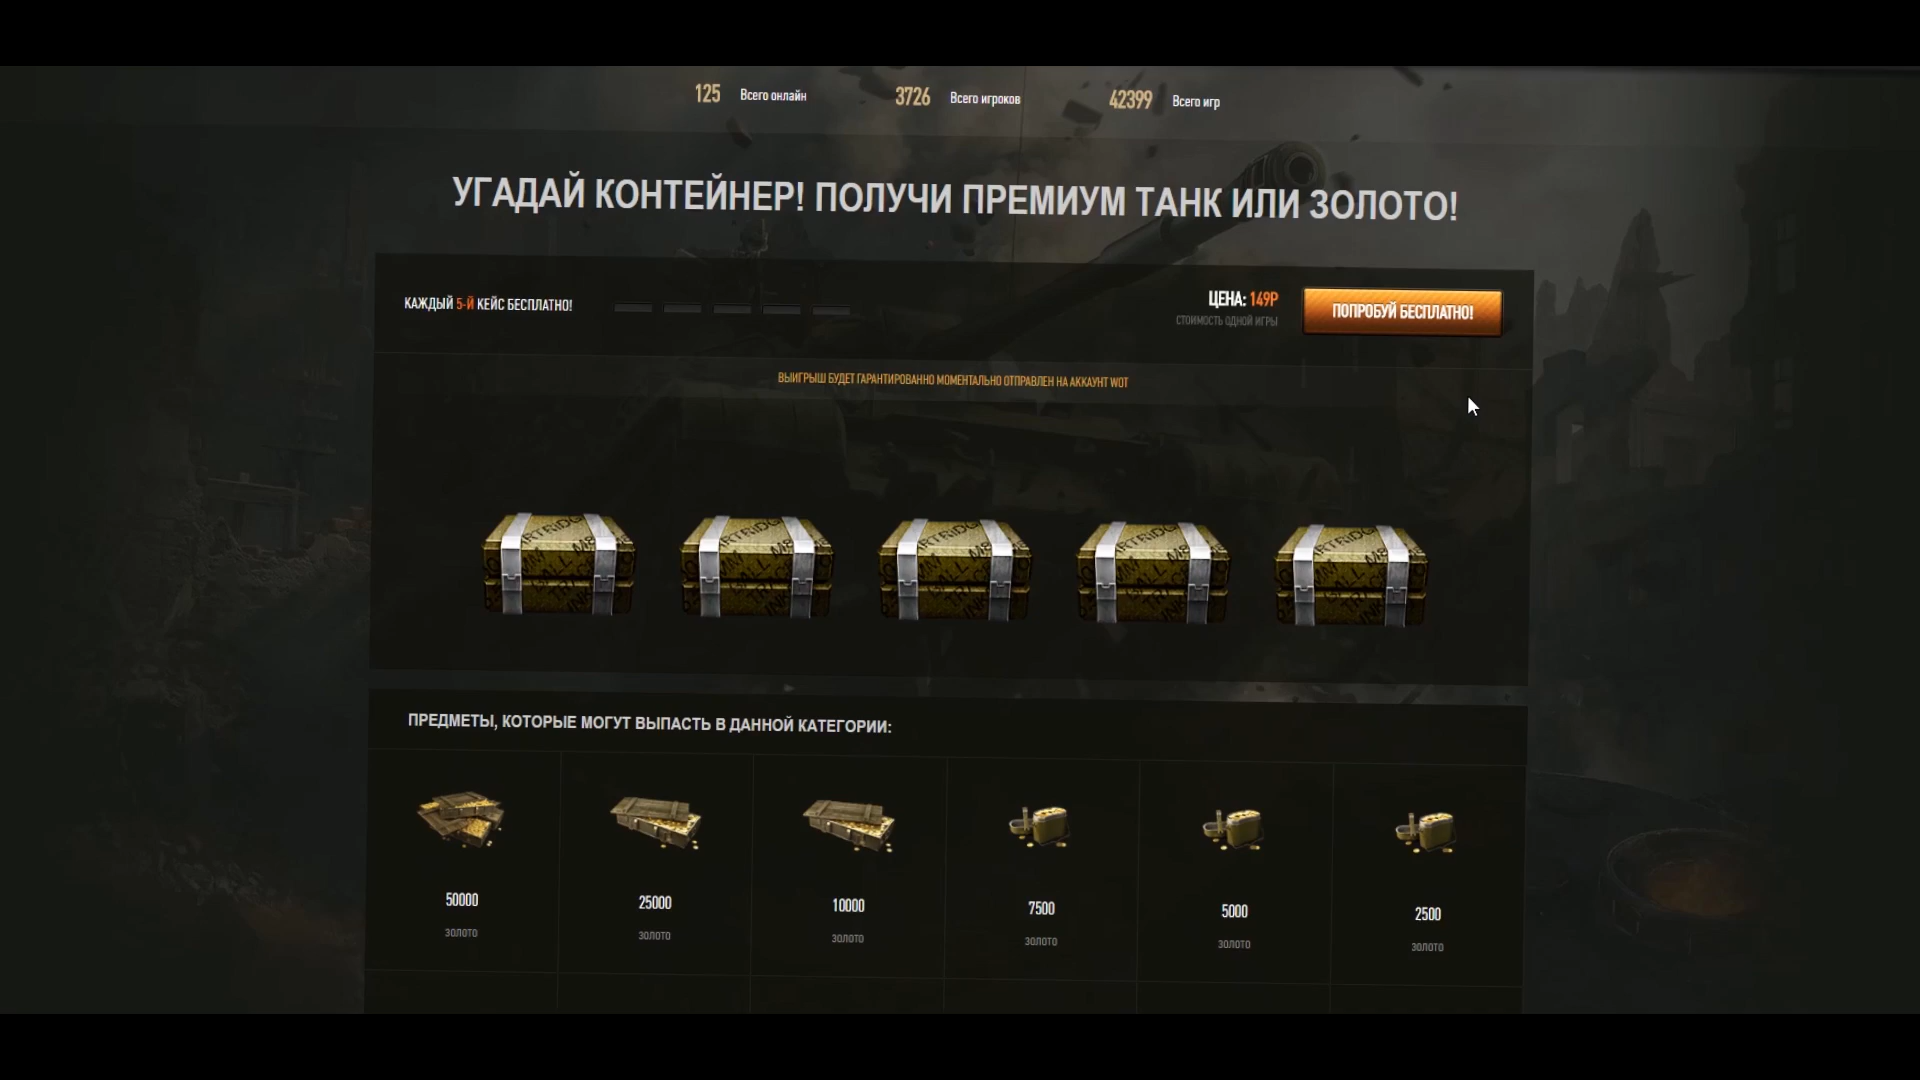 125 Всего онлайн 3726 Всего игроков 42399 Всего игр
УГАДАЙ КОНТЕЙНЕР! ПОЛУЧИ ПРЕМИУМ ТАНК ИЛИ ЗОЛОТО!
КАЖДЫЙ 5-Й КЕЙС БЕСПЛАТНО!
ЦЕНА: 149Р
СТОИМОСТЬ ОДНОЙ ИГРЫ
ПОПРОБУЙ БЕСПЛАТНО!
ВЫИГРЫШ БУДЕТ ГАРАНТИРОВАННО МОМЕНТАЛЬНО ОТПРАВЛЕН НА АККАУНТ WOT
ПРЕДМЕТЫ, КОТОРЫЕ МОГУТ ВЫПАСТЬ В ДАННОЙ КАТЕГОРИИ:
50000 25000 10000 7500 5000 2500
ЗОЛОТО ЗОЛОТО ЗОЛОТО ЗОЛОТО ЗОЛОТО ЗОЛОТО